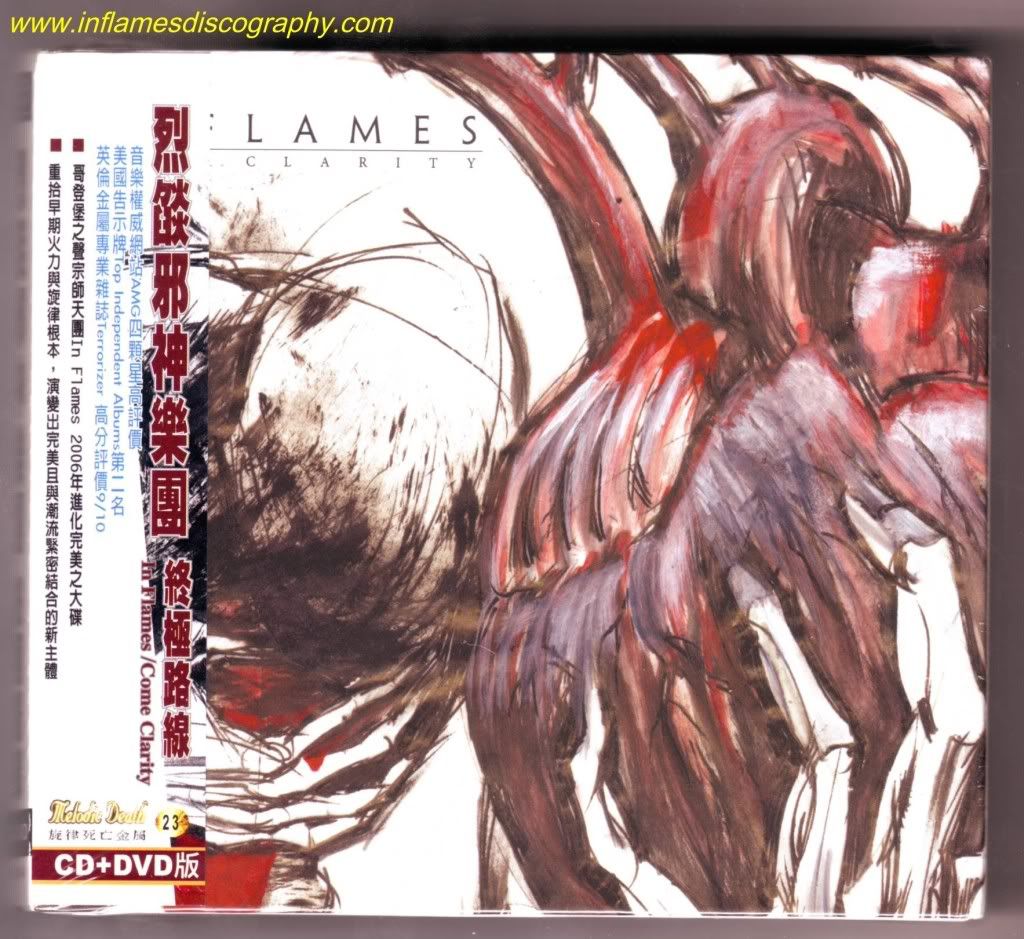 www.inflamesdiscography.com
FLAMES
CLARITY
烈燄邪神樂團 終極路線
In Flames /Come Clarity
音樂權威網站AMG四顆星高評價
美國告示牌Top Independent Albums第11名
英倫金屬專業雜誌Terrorizer 高分評價9/10
■ 哥登堡之聲宗師天團In Flames 2006年進化完美之大碟
■ 重拾早期火力與旋律根本，演變出完美且與潮流緊密結合的新主體
Melodic Death
23
旋律死亡金屬
CD+DVD版